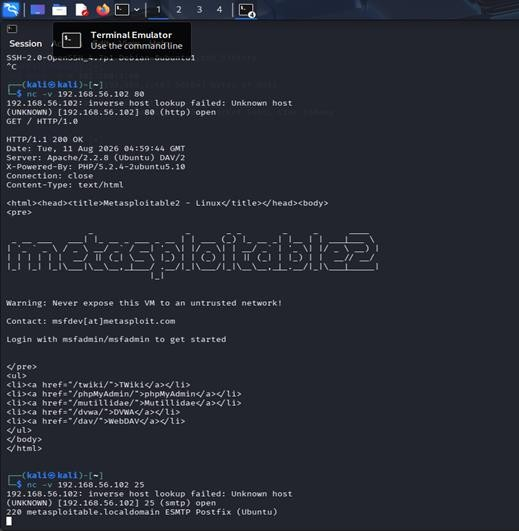 1 2 3 4
4
Terminal Emulator
Use the command line
Session
^C
(kali㉿kali)-[~]
$ nc -v 192.168.56.102 80
192.168.56.102: inverse host lookup failed: Unknown host
(UNKNOWN) [192.168.56.102] 80 (http) open
GET / HTTP/1.0
HTTP/1.1 200 OK
Date: Tue, 11 Aug 2026 04:59:44 GMT
Server: Apache/2.2.8 (Ubuntu) DAV/2
X-Powered-By: PHP/5.2.4-2ubuntu5.10
Connection: close
Content-Type: text/html
<html><head><title>Metasploitable2 - Linux</title></head><body>
<pre>
metasploitable2
Warning: Never expose this VM to an untrusted network!
Contact: msfdev[at]metasploit.com
Login with msfadmin/msfadmin to get started
</pre>
<ul>
<li><a href="/twiki/">TWiki</a></li>
<li><a href="/phpMyAdmin/">phpMyAdmin</a></li>
<li><a href="/mutillidae/">Mutillidae</a></li>
<li><a href="/dvwa/">DVWA</a></li>
<li><a href="/dav/">WebDAV</a></li>
</ul>
</body>
</html>
(kali㉿kali)-[~]
$ nc -v 192.168.56.102 25
192.168.56.102: inverse host lookup failed: Unknown host
(UNKNOWN) [192.168.56.102] 25 (smtp) open
220 metasploitable.localdomain ESMTP Postfix (Ubuntu)